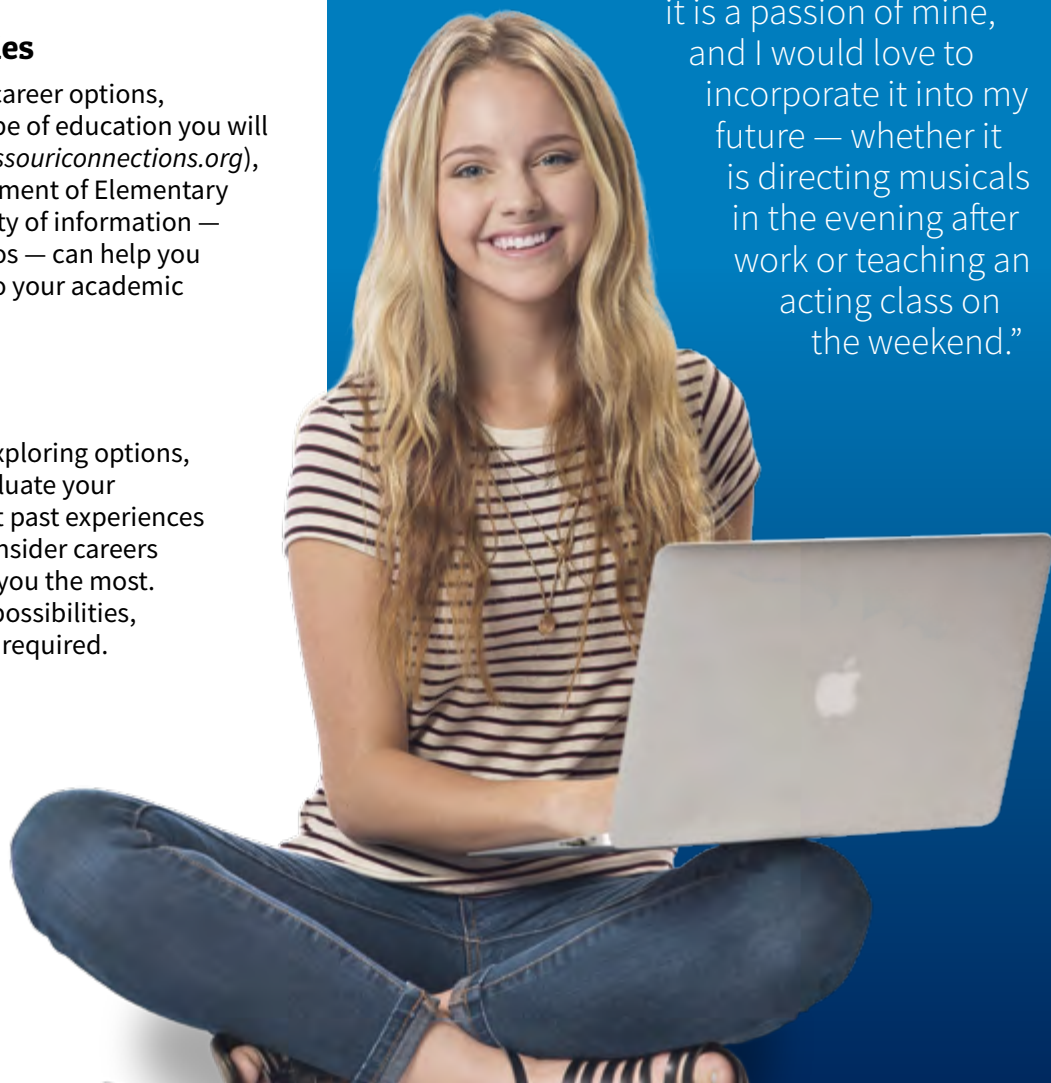 les
career options,
pe of education you will
ssouriconnections.org),
ment of Elementary
ty of information —
os — can help you
o your academic
xploring options,
luate your
t past experiences
nsider careers
you the most.
possibilities,
required.
it is a passion of mine,
and I would love to
incorporate it into my
future — whether it
is directing musicals
in the evening after
work or teaching an
acting class on
the weekend.”